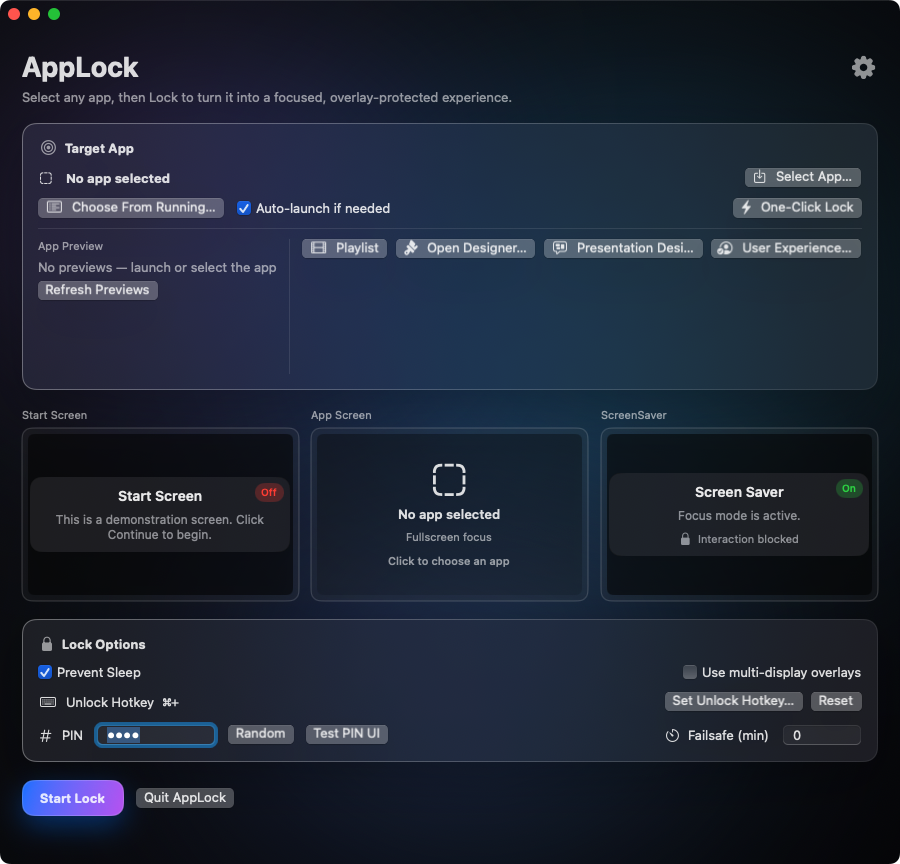 AppLock
Select any app, then Lock to turn it into a focused, overlay-protected experience.
Target App
No app selected
Select App...
Choose From Running...
Auto-launch if needed
One-Click Lock
App Preview
No previews — launch or select the app
Refresh Previews
Playlist
Open Designer...
Presentation Desi...
User Experience...
Start Screen
App Screen
ScreenSaver
Start Screen
Off
This is a demonstration screen. Click
Continue to begin.
No app selected
Fullscreen focus
Click to choose an app
Screen Saver
On
Focus mode is active.
Interaction blocked
Lock Options
Prevent Sleep
Use multi-display overlays
Unlock Hotkey ⌘+
Set Unlock Hotkey...
Reset
# PIN ••••
Random
Test PIN UI
Failsafe (min) 0
Start Lock
Quit AppLock